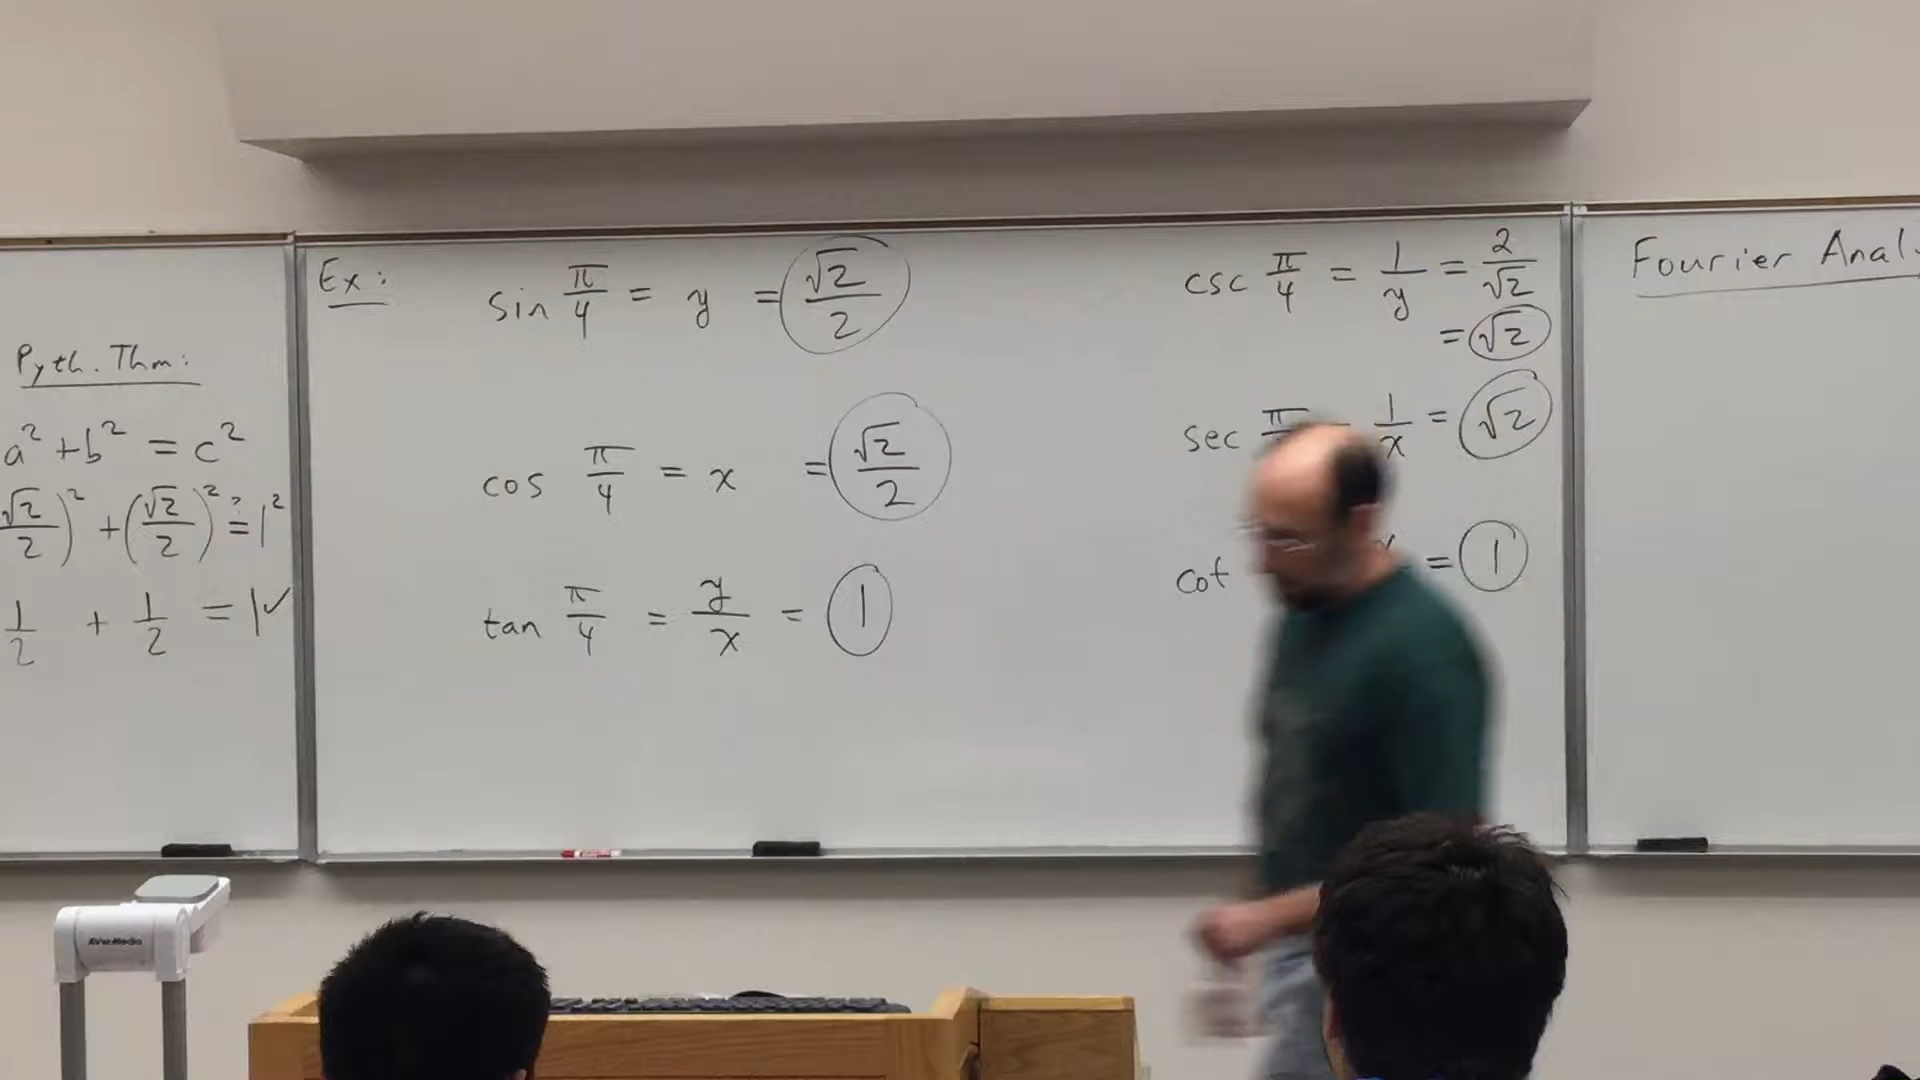 Pyth. Thm:
a² + b² = c²
√2/2)² + (√2/2)² ≟ 1²
1/2 + 1/2 = 1 ✓
Ex:
sin π/4 = y = √2/2
cos π/4 = x = √2/2
tan π/4 = y/x = 1
csc π/4 = 1/y = 2/√2
= √2
sec π 1/x = √2
cot = 1
Fourier Anal
AVerMedia